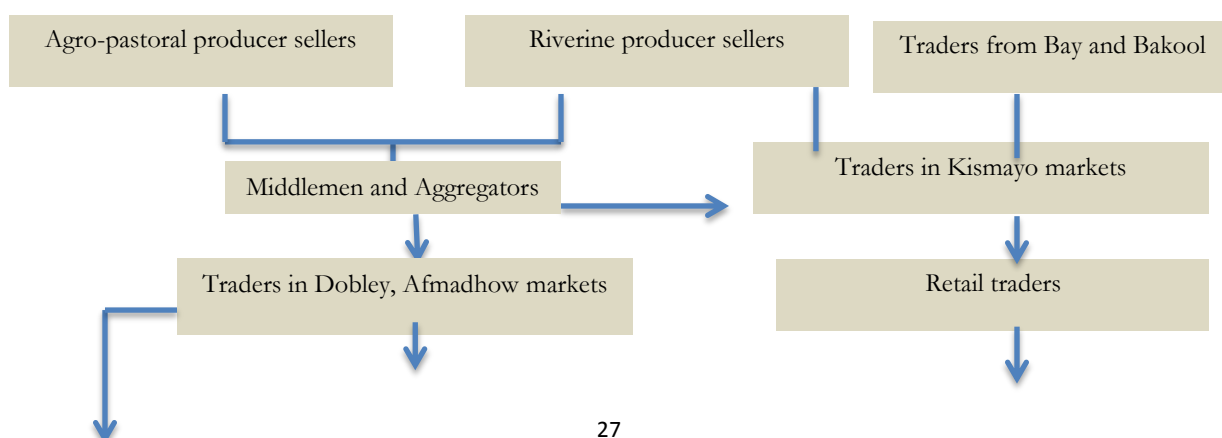 Agro-pastoral producer sellers
Riverine producer sellers
Traders from Bay and Bakool
Middlemen and Aggregators
Traders in Kismayo markets
Traders in Dobley, Afmadhow markets
Retail traders
27